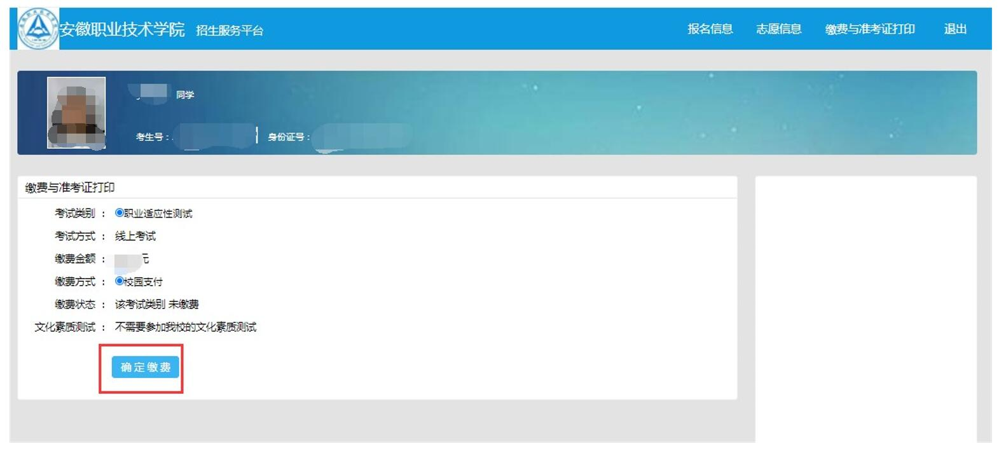 安徽职业技术学院 招生服务平台 报名信息 志愿信息 缴费与准考证打印 退出
同学
考生号： 身份证号：
缴费与准考证打印
考试类别 ： 职业适应性测试
考试方式 ： 线上考试
缴费金额 ： 元
缴费方式 ： 校园支付
缴费状态 ： 该考试类别 未缴费
文化素质测试 ： 不需要参加我校的文化素质测试
确定缴费